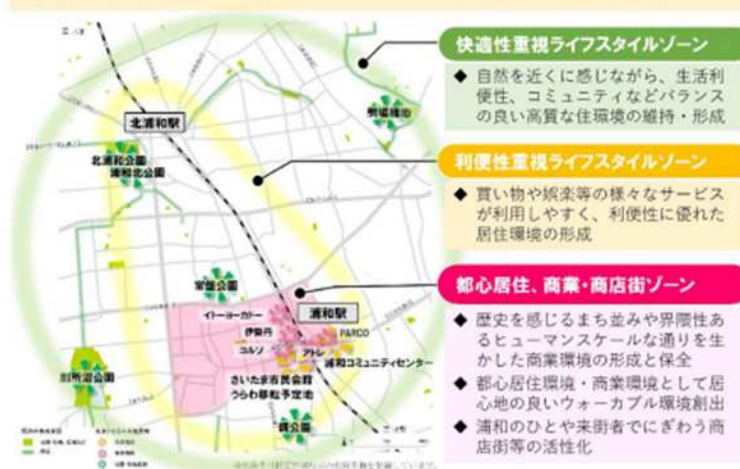 快適性重視ライフスタイルゾーン
◆ 自然を近くに感じながら、生活利
便性、コミュニティなどバランス
の良い高質な住環境の維持・形成
利便性重視ライフスタイルゾーン
◆ 買い物や娯楽等の様々なサービス
が利用しやすく、利便性に優れた
居住環境の形成
都心居住、商業・商店街ゾーン
◆ 歴史を感じるまち並みや界隈性あ
るヒューマンスケールな通りを生
かした商業環境の形成と保全
◆ 都心居住環境・商業環境として居
心地の良いウォーカブル環境創出
◆ 浦和のひとや来街者でにぎわう商
店街等の活性化
北浦和駅
北浦和公園
浦和北公園
常盤公園
イトーヨーカドー
伊勢丹
コルソ
浦和駅
PARCO
アトレ
浦和コミュニティセンター
さいたま市民会館
うらわ移転予定地
別所沼公園
調公園